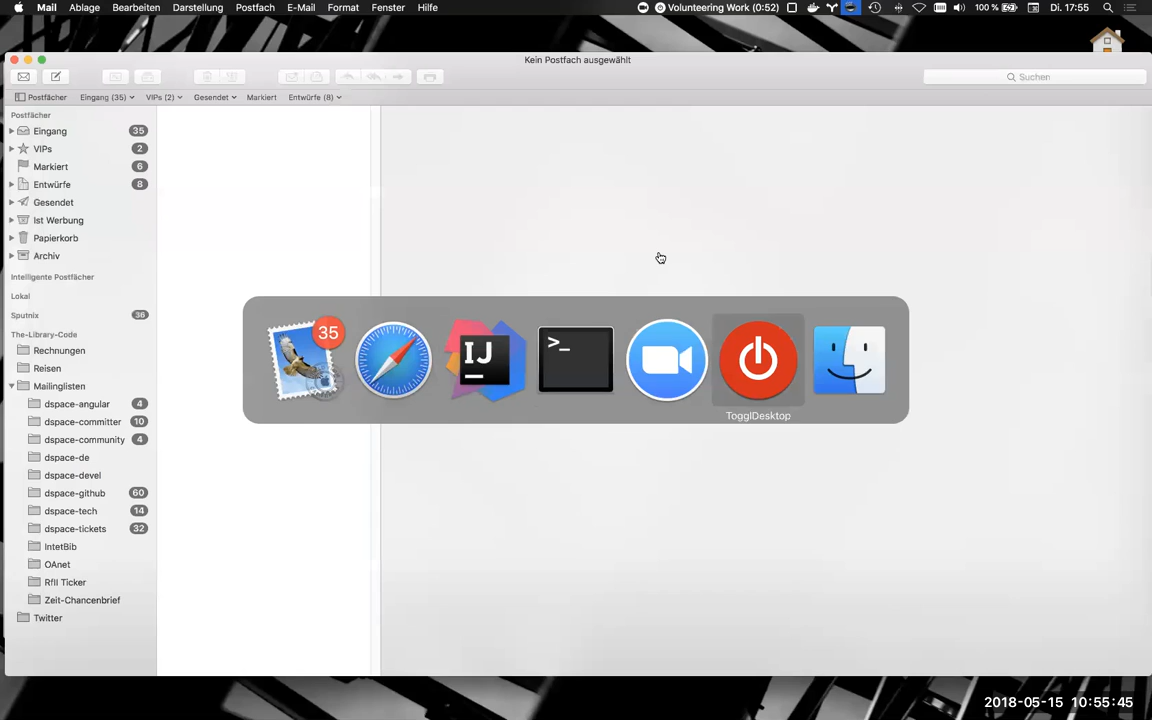 Mail Ablage Bearbeiten Darstellung Postfach E-Mail Format Fenster Hilfe Volunteering Work (0:52) 100 % Di. 17:55
Kein Postfach ausgewählt
Suchen
Postfächer Eingang (35) VIPs (2) Gesendet Markiert Entwürfe (8)
Postfächer
Eingang 35
VIPs 2
Markiert 6
Entwürfe 8
Gesendet
Ist Werbung
Papierkorb
Archiv
Intelligente Postfächer
Lokal
Sputnix 36
The-Library-Code
Rechnungen
Reisen
Mailinglisten
dspace-angular 4
dspace-committer 10
dspace-community 4
dspace-de
dspace-devel
dspace-github 60
dspace-tech 14
dspace-tickets 32
IntetBib
OAnet
RfII Ticker
Zeit-Chancenbrief
Twitter
35
IJ
>_
TogglDesktop
2018-05-15 10:55:45